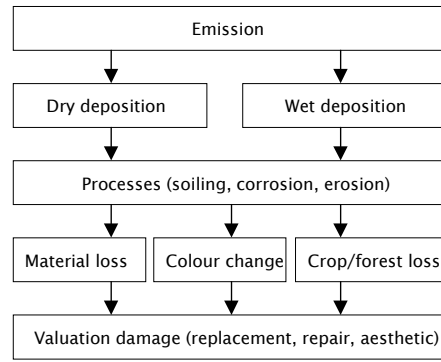 Emission
Dry deposition
Wet deposition
Processes (soiling, corrosion, erosion)
Material loss
Colour change
Crop/forest loss
Valuation damage (replacement, repair, aesthetic)